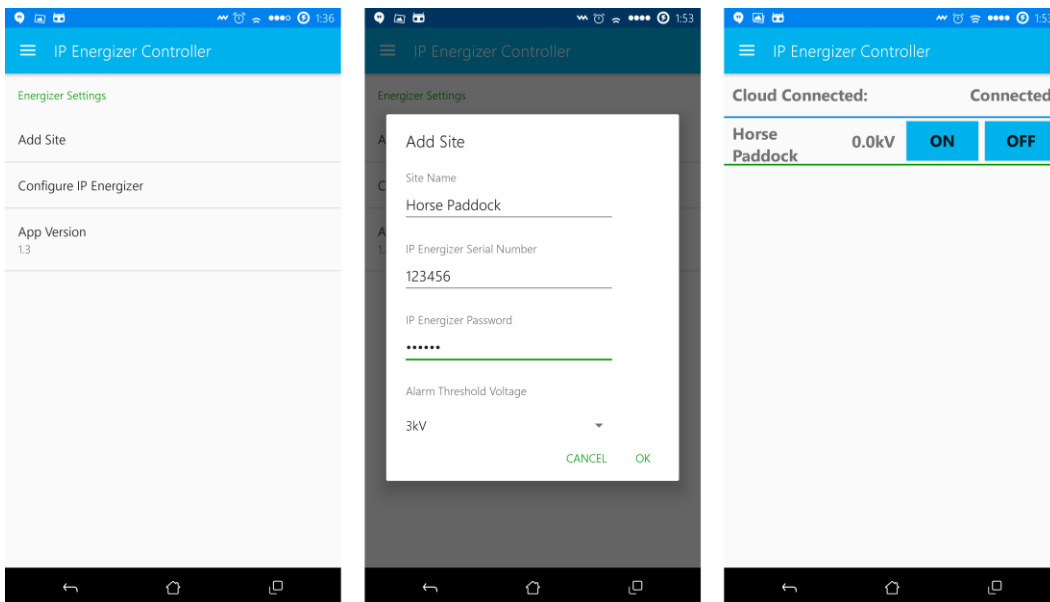 1:36
IP Energizer Controller
Energizer Settings
Add Site
Configure IP Energizer
App Version
1.3
1:53
IP Energizer Controller
Energizer Settings
Add Site
Site Name
Horse Paddock
IP Energizer Serial Number
123456
IP Energizer Password
••••••
Alarm Threshold Voltage
3kV
CANCEL OK
1:53
IP Energizer Controller
Cloud Connected: Connected
Horse
Paddock 0.0kV ON OFF